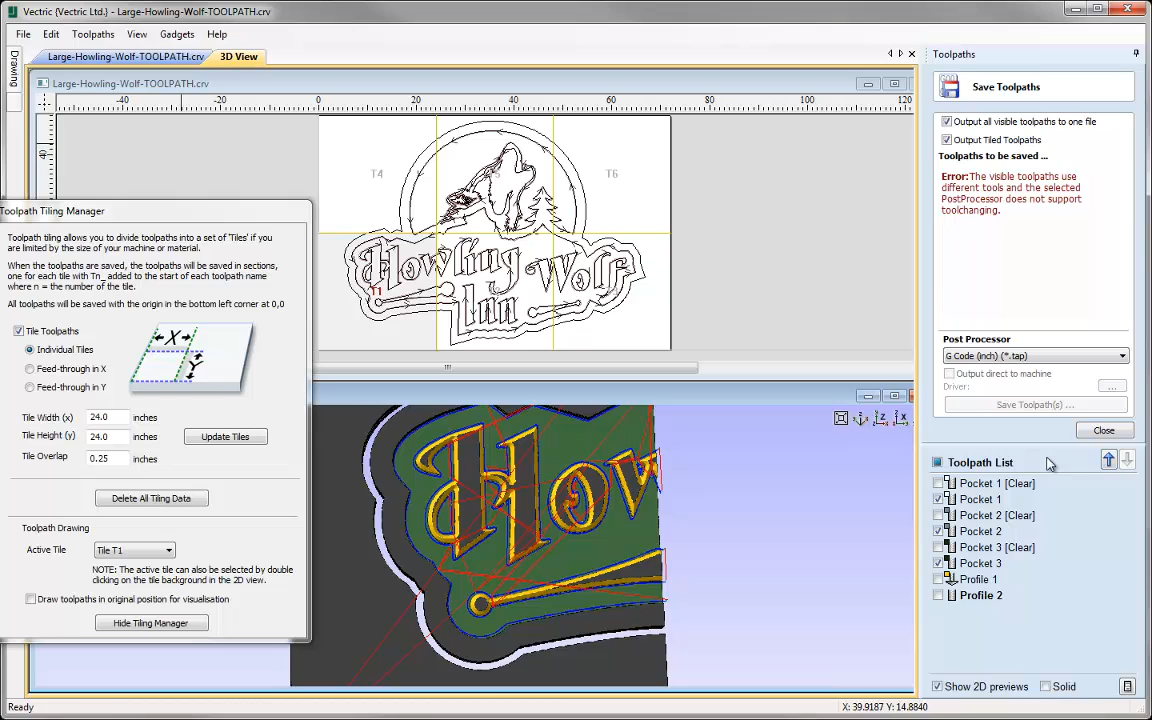 Vectric {Vectric Ltd.} - Large-Howling-Wolf-TOOLPATH.crv
File Edit Toolpaths View Gadgets Help
Large-Howling-Wolf-TOOLPATH.crv 3D View
Drawing
Large-Howling-Wolf-TOOLPATH.crv
-40 -20 0 20 40 60 80 100 120
T4 T5 T6
Howling Wolf
Inn
T1
Toolpath Tiling Manager
Toolpath tiling allows you to divide toolpaths into a set of 'Tiles' if you
are limited by the size of your machine or material.
When the toolpaths are saved, the toolpaths will be saved in sections,
one for each tile with Tn_ added to the start of each toolpath name
where n = the number of the tile.
All toolpaths will be saved with the origin in the bottom left corner at 0,0
Tile Toolpaths
Individual Tiles
Feed-through in X
Feed-through in Y
X
Y
Tile Width (x) 24.0 inches
Tile Height (y) 24.0 inches
Update Tiles
Tile Overlap 0.25 inches
Delete All Tiling Data
Toolpath Drawing
Active Tile Tile T1
NOTE: The active tile can also be selected by double
clicking on the tile background in the 2D view.
Draw toolpaths in original position for visualisation
Hide Tiling Manager
How
Toolpaths
Save Toolpaths
Output all visible toolpaths to one file
Output Tiled Toolpaths
Toolpaths to be saved ...
Error:The visible toolpaths use
different tools and the selected
PostProcessor does not support
toolchanging.
Post Processor
G Code (inch) (*.tap)
Output direct to machine
Driver: ...
Save Toolpath(s) ...
Close
Toolpath List
Pocket 1 [Clear]
Pocket 1
Pocket 2 [Clear]
Pocket 2
Pocket 3 [Clear]
Pocket 3
Profile 1
Profile 2
Show 2D previews Solid
Ready
X: 39.9187 Y: 14.8840